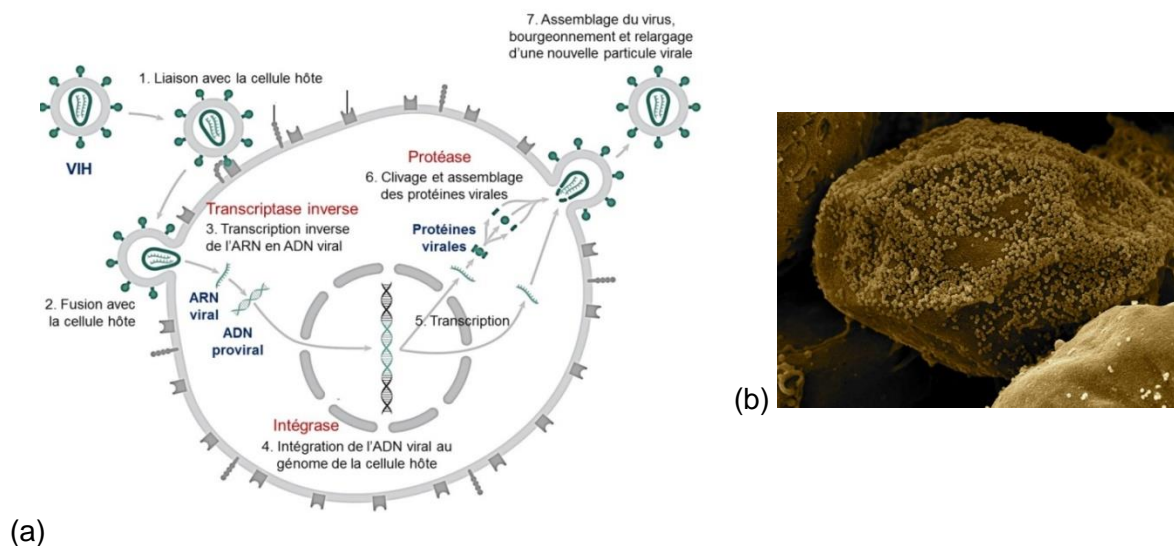 7. Assemblage du virus,
bourgeonnement et relargage
d'une nouvelle particule virale
1. Liaison avec la cellule hôte
VIH
Protéase
6. Clivage et assemblage
des protéines virales
Transcriptase inverse
3. Transcription inverse
de l'ARN en ADN viral
Protéines
virales
2. Fusion avec
la cellule hôte
ARN
viral
ADN
proviral
5. Transcription
Intégrase
4. Intégration de l'ADN viral au
génome de la cellule hôte
(a)
(b)